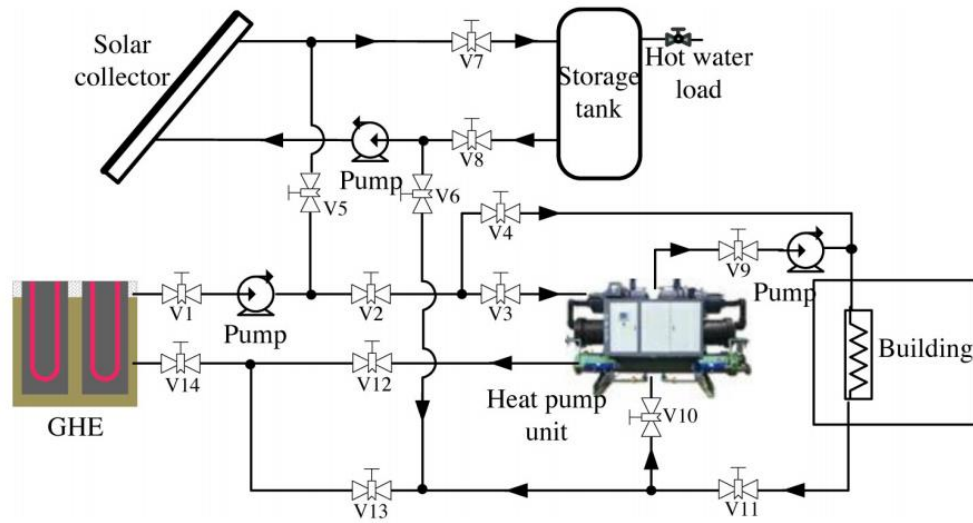 Solar
collector
V7
Storage
tank
Hot water
load
Pump
V8
V5
V6
V4
V9
Pump
V1
Pump
V2
V3
Building
V14
V12
Heat pump
unit
V10
GHE
V13
V11